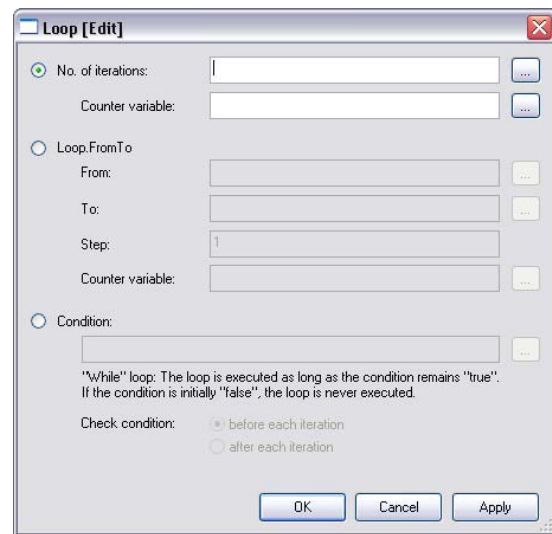 Loop [Edit]
No. of iterations:
...
Counter variable:
...
Loop.FromTo
From:
...
To:
...
Step:
1
Counter variable:
...
Condition:
...
"While" loop: The loop is executed as long as the condition remains "true".
If the condition is initially "false", the loop is never executed.
Check condition:
before each iteration
after each iteration
OK
Cancel
Apply